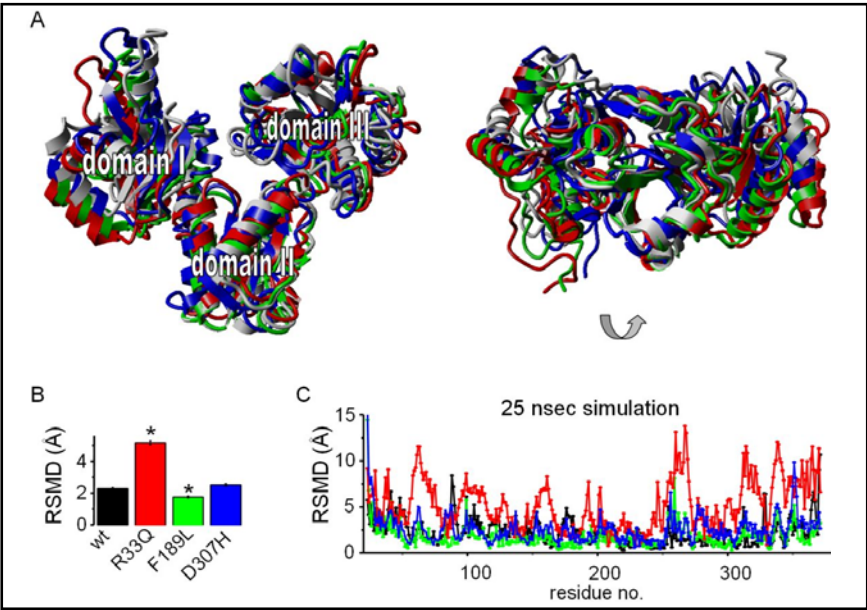 A
domain I
domain III
domain II
B
RSMD (Å)
4
2
0
*
*
wt
R33Q
F189L
D307H
C
25 nsec simulation
RSMD (Å)
15
10
5
0
100
200
300
residue no.